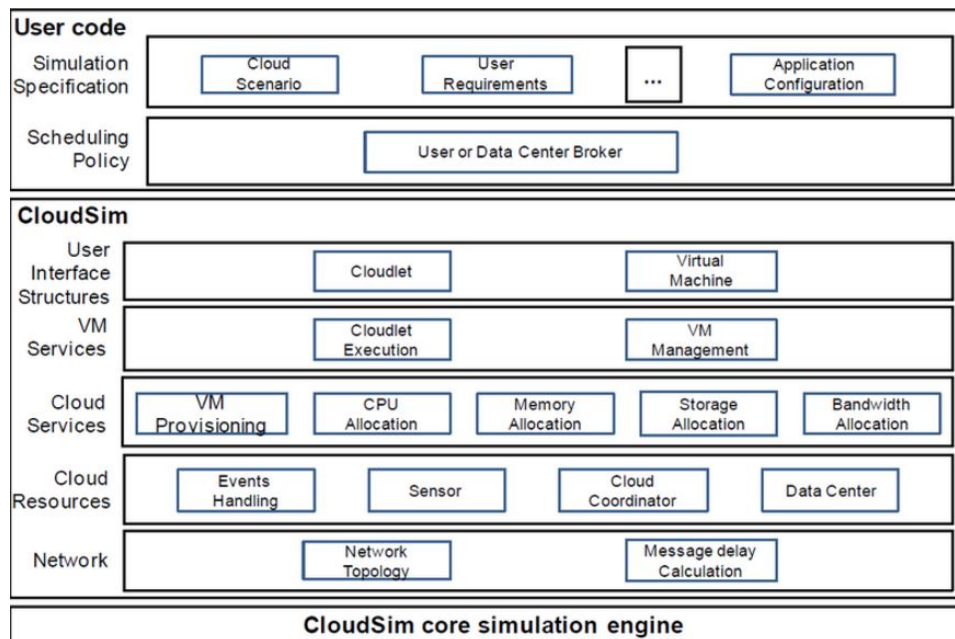 User code
Simulation
Specification
Cloud
Scenario
User
Requirements
...
Application
Configuration
Scheduling
Policy
User or Data Center Broker
CloudSim
User
Interface
Structures
Cloudlet
Virtual
Machine
VM
Services
Cloudlet
Execution
VM
Management
Cloud
Services
VM
Provisioning
CPU
Allocation
Memory
Allocation
Storage
Allocation
Bandwidth
Allocation
Cloud
Resources
Events
Handling
Sensor
Cloud
Coordinator
Data Center
Network
Network
Topology
Message delay
Calculation
CloudSim core simulation engine